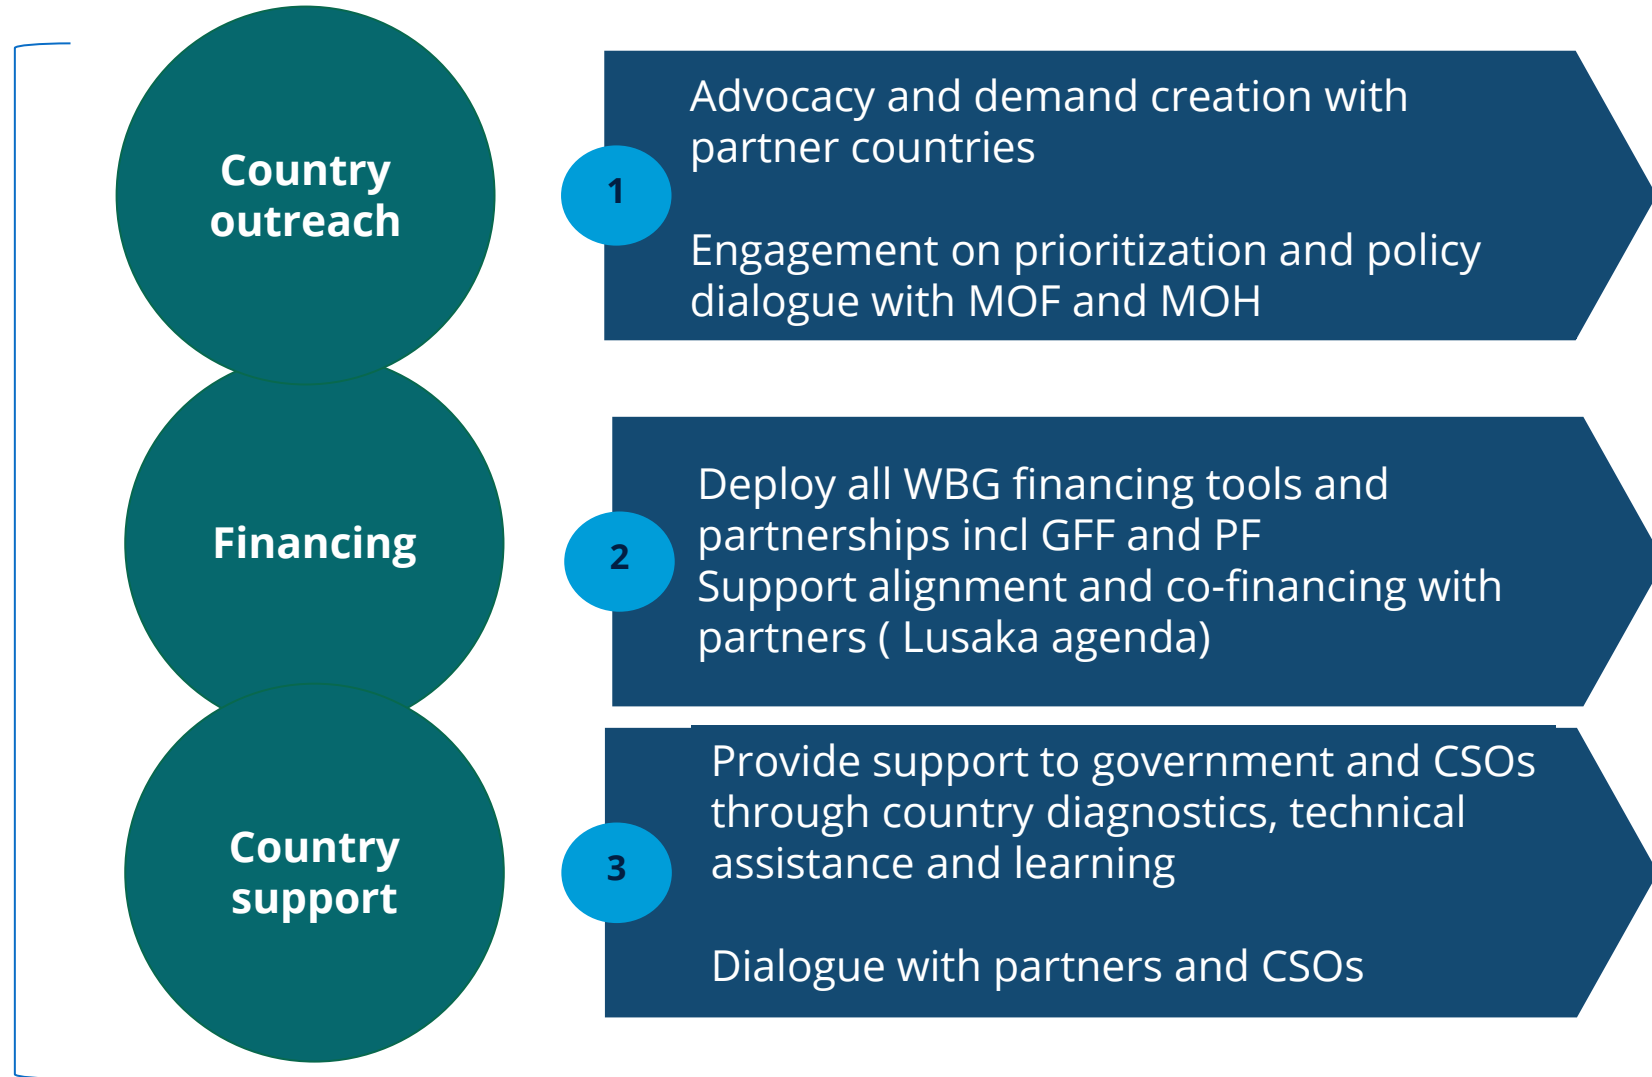 Country
outreach
1
Advocacy and demand creation with
partner countries
Engagement on prioritization and policy
dialogue with MOF and MOH
Financing
2
Deploy all WBG financing tools and
partnerships incl GFF and PF
Support alignment and co-financing with
partners ( Lusaka agenda)
Country
support
3
Provide support to government and CSOs
through country diagnostics, technical
assistance and learning
Dialogue with partners and CSOs